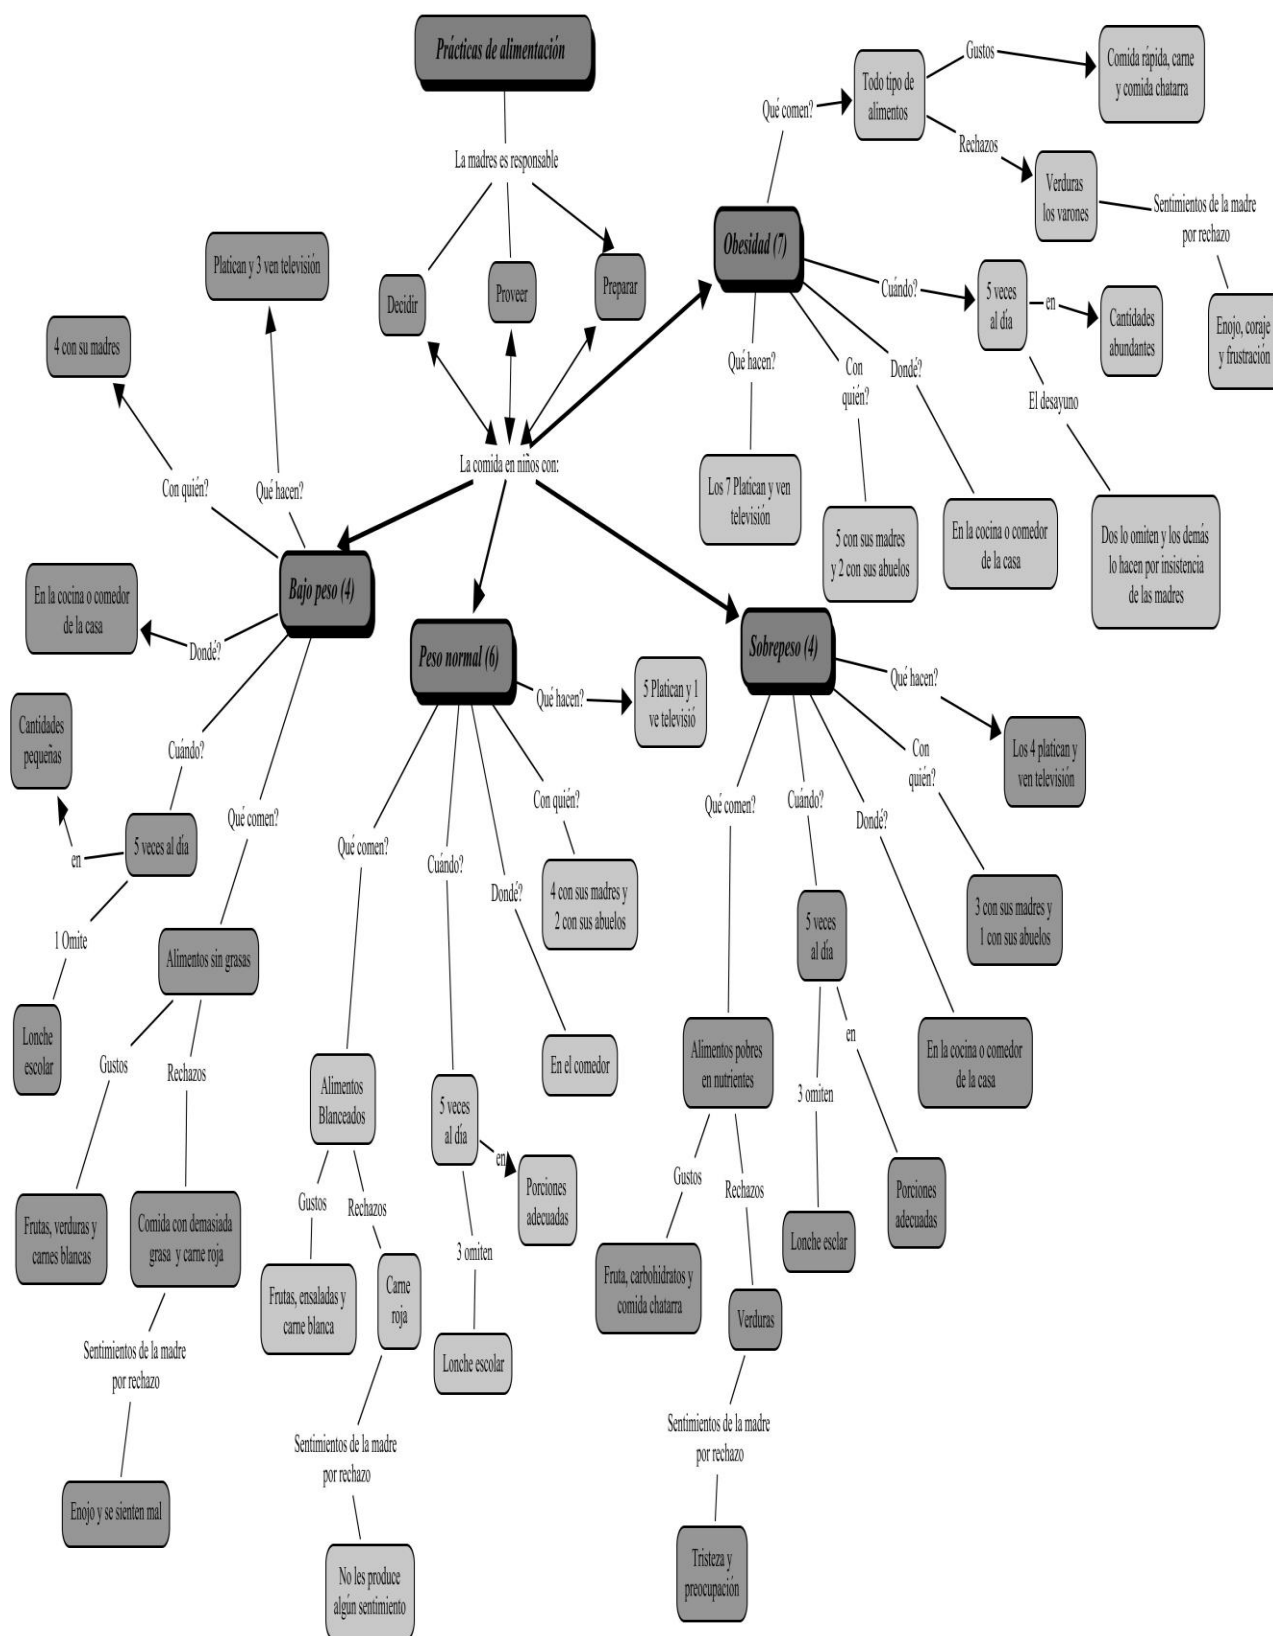 Prácticas de alimentación
La madres es responsable
Decidir
Proveer
Preparar
La comida en niños con:
Obesidad (7)
Qué comen?
Todo tipo de
alimentos
Gustos
Comida rápida, carne
y comida chatarra
Rechazos
Verduras
los varones
Sentimientos de la madre
por rechazo
Enojo, coraje
y frustración
Cuándo?
5 veces
al día
en
Cantidades
abundantes
El desayuno
Dos lo omiten y los demás
lo hacen por insistencia
de las madres
Donde?
En la cocina o comedor
de la casa
Con
quién?
5 con sus madres
y 2 con sus abuelos
Qué hacen?
Los 7 Platican y ven
televisión
Bajo peso (4)
Qué hacen?
Platican y 3 ven televisión
Con quién?
4 con su madres
Donde?
En la cocina o comedor
de la casa
Cuándo?
5 veces al día
en
Cantidades
pequeñas
1 Omite
Lonche
escolar
Qué comen?
Alimentos sin grasas
Gustos
Frutas, verduras y
carnes blancas
Rechazos
Comida con demasiada
grasa y carne roja
Sentimientos de la madre
por rechazo
Enojo y se sienten mal
Peso normal (6)
Qué hacen?
5 Platican y 1
ve televisió
Con quién?
4 con sus madres y
2 con sus abuelos
Donde?
En el comedor
Cuándo?
5 veces
al día
en
Porciones
adecuadas
3 omiten
Lonche escolar
Qué comen?
Alimentos
Blanceados
Gustos
Frutas, ensaladas y
carne blanca
Rechazos
Carne
roja
Sentimientos de la madre
por rechazo
No les produce
algún sentimiento
Sobrepeso (4)
Qué hacen?
Los 4 platican y
ven televisión
Con
quién?
3 con sus madres y
1 con sus abuelos
Donde?
En la cocina o comedor
de la casa
Cuándo?
5 veces
al día
en
Porciones
adecuadas
3 omiten
Lonche esclar
Qué comen?
Alimentos pobres
en nutrientes
Gustos
Fruta, carbohidratos y
comida chatarra
Rechazos
Verduras
Sentimientos de la madre
por rechazo
Tristeza y
preocupación